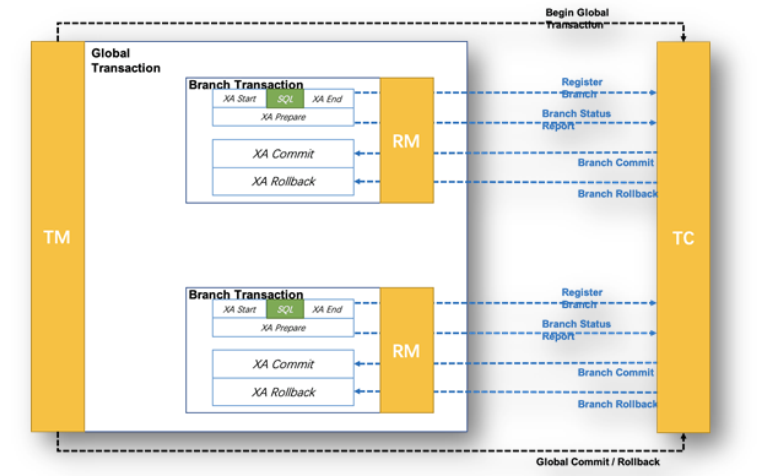 Begin Global
Transaction
Global
Transaction
TM
TC
Branch Transaction
XA Start
SQL
XA End
XA Prepare
XA Commit
XA Rollback
RM
Register
Branch
Branch Status
Report
Branch Commit
Branch Rollback
Branch Transaction
XA Start
SQL
XA End
XA Prepare
XA Commit
XA Rollback
RM
Register
Branch
Branch Status
Report
Branch Commit
Branch Rollback
Global Commit / Rollback